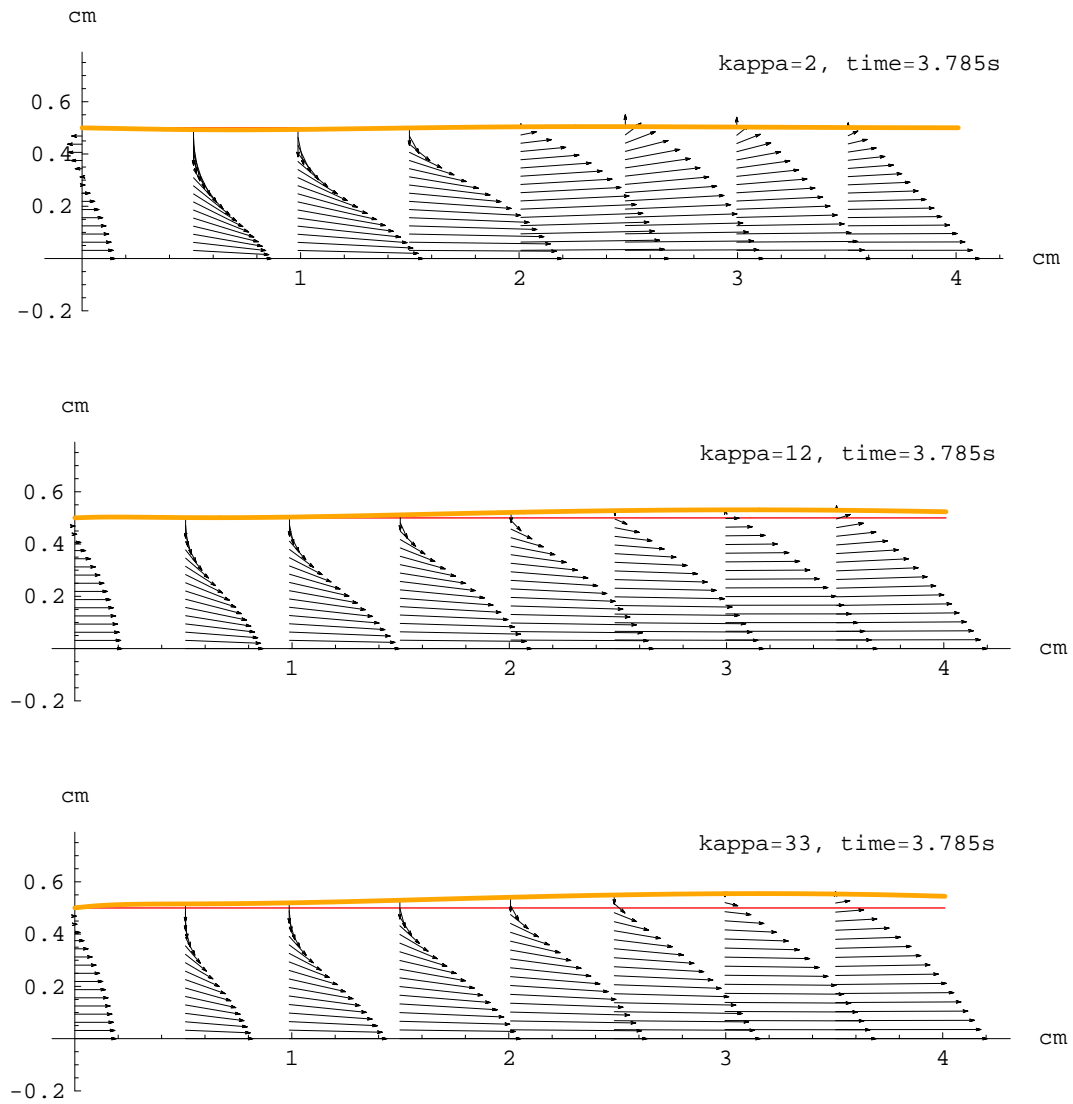 cm
kappa=2, time=3.785s
0.6
0.4
0.2
1 2 3 4 cm
-0.2
cm
kappa=12, time=3.785s
0.6
0.4
0.2
1 2 3 4 cm
-0.2
cm
kappa=33, time=3.785s
0.6
0.4
0.2
1 2 3 4 cm
-0.2